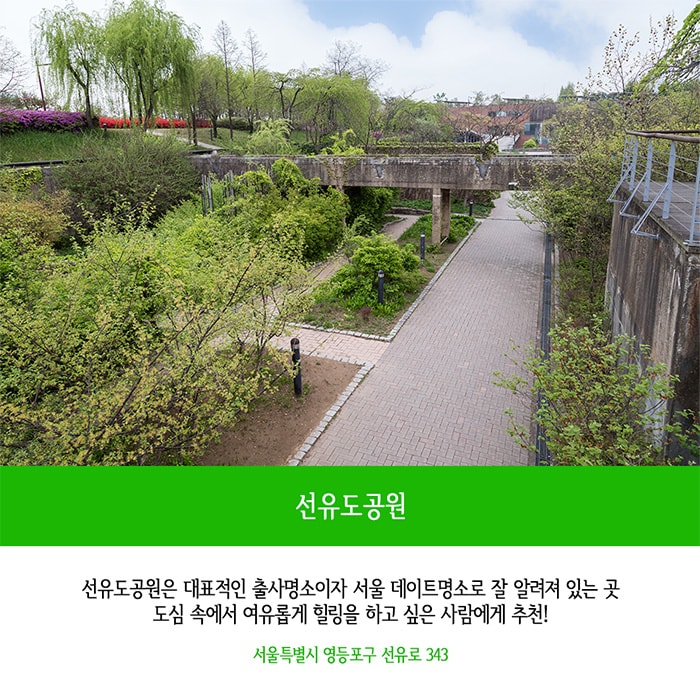 선유도공원
선유도공원은 대표적인 출사명소이자 서울 데이트명소로 잘 알려져 있는 곳
도심 속에서 여유롭게 힐링을 하고 싶은 사람에게 추천!
서울특별시 영등포구 선유로 343